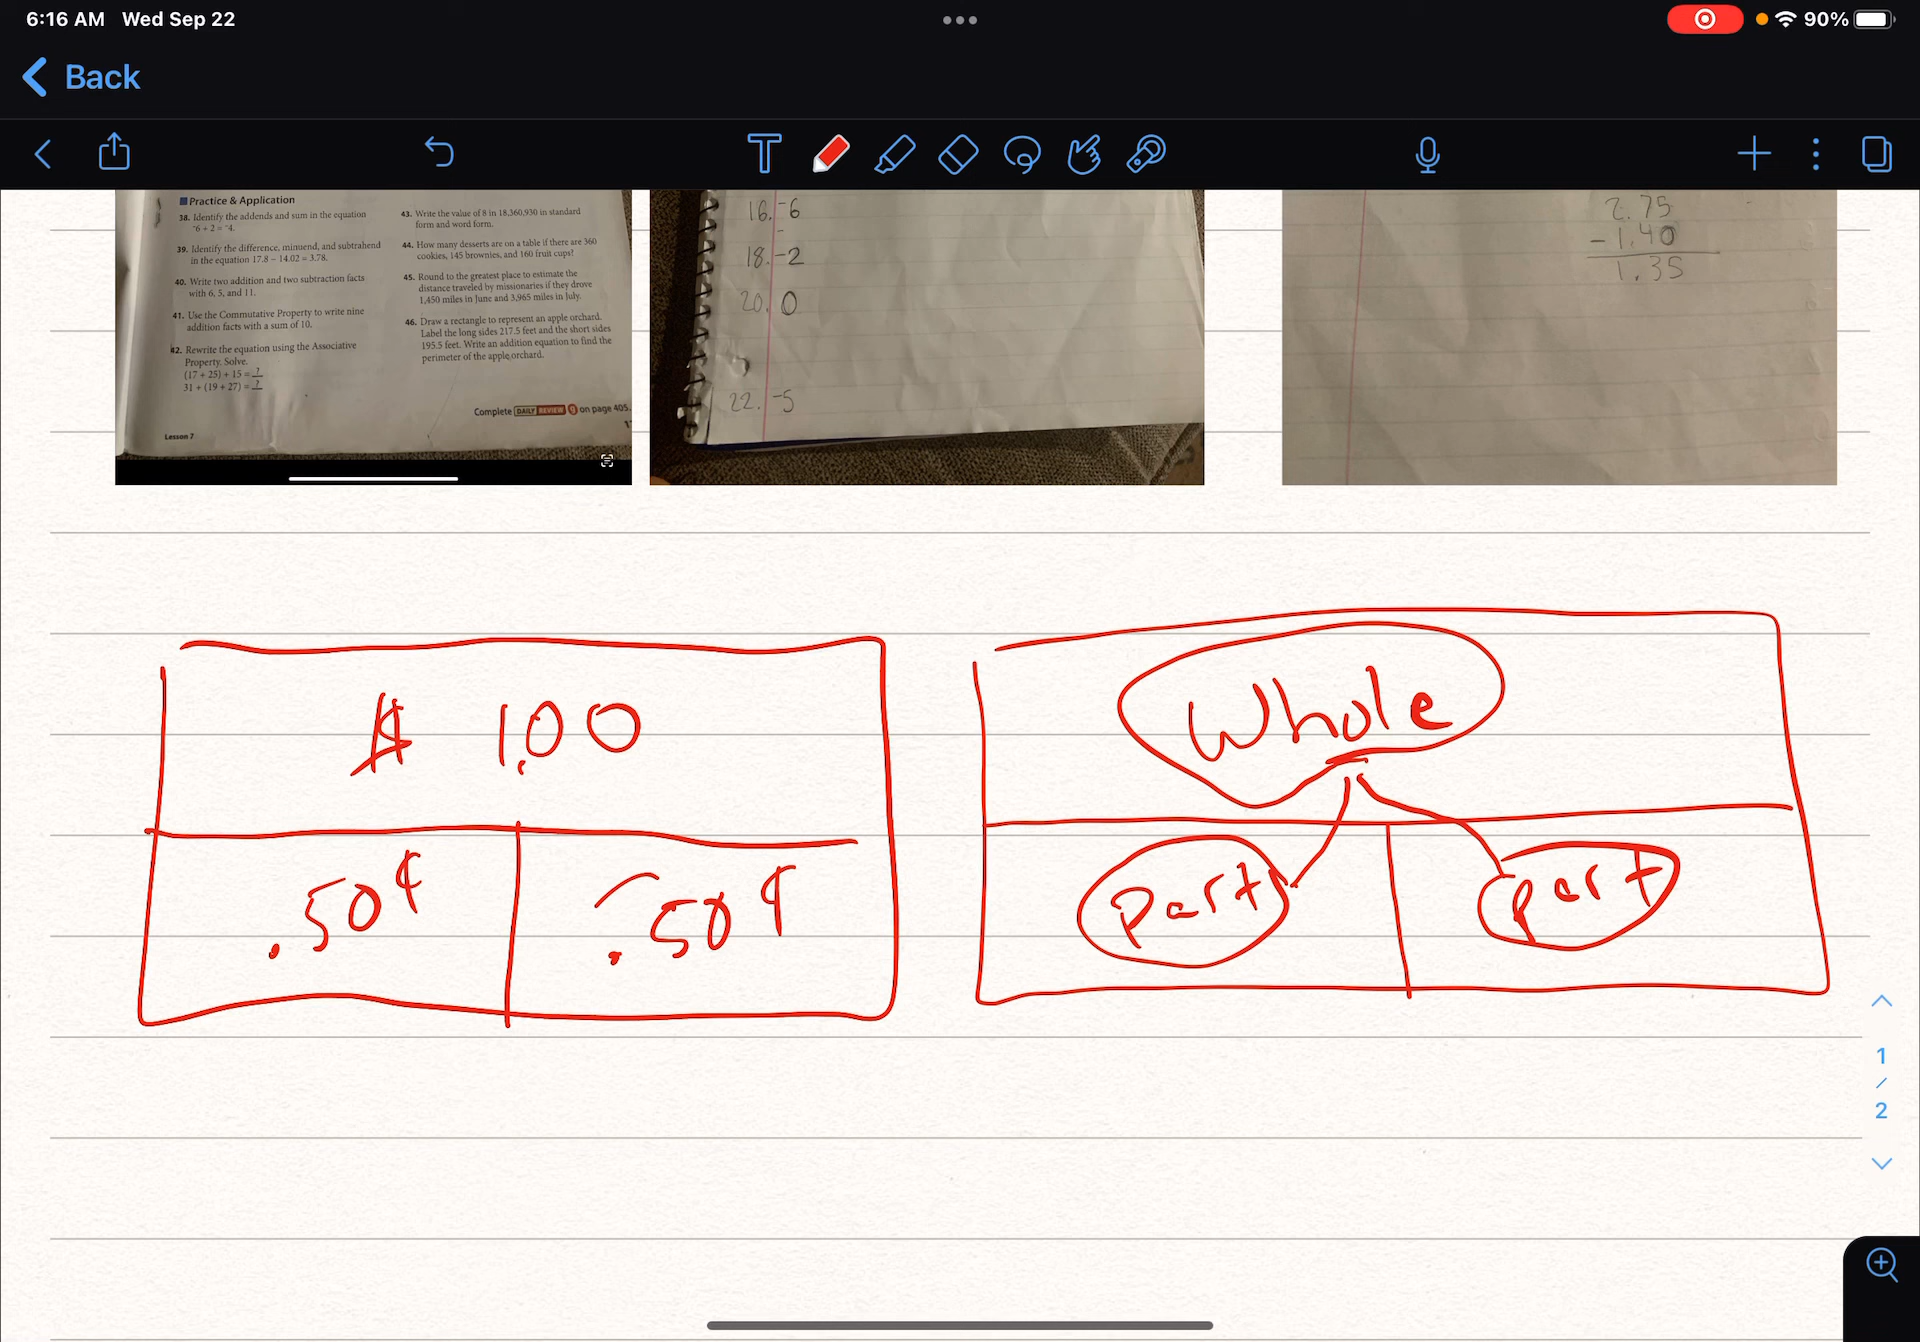 6:16 AM Wed Sep 22
90%
Back
Practice & Application
38. Identify the addends and sum in the equation
⁻6 + 2 = ⁻4.
39. Identify the difference, minuend, and subtrahend
in the equation 17.8 − 14.02 = 3.78.
40. Write two addition and two subtraction facts
with 6, 5, and 11.
41. Use the Commutative Property to write nine
addition facts with a sum of 10.
42. Rewrite the equation using the Associative
Property. Solve.
(17 + 25) + 15 = ?
31 + (19 + 27) = ?
43. Write the value of 8 in 18,360,930 in standard
form and word form.
44. How many desserts are on a table if there are 360
cookies, 145 brownies, and 160 fruit cups?
45. Round to the greatest place to estimate the
distance traveled by missionaries if they drove
1,450 miles in June and 3,965 miles in July.
46. Draw a rectangle to represent an apple orchard.
Label the long sides 217.5 feet and the short sides
195.5 feet. Write an addition equation to find the
perimeter of the apple orchard.
Complete DAILY REVIEW on page 405.
Lesson 7
16. -6
18. -2
20. 0
22. -5
2.75
- 1.40
1.35
$ 1.00
.50¢ .50¢
Whole
Part Part
1
/
2